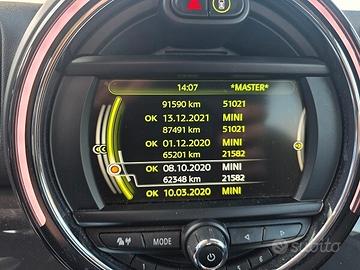 14:07 *MASTER*
91590 km 51021
OK 13.12.2021 MINI
87491 km 51021
OK 01.12.2020 MINI
65201 km 21582
OK 08.10.2020 MINI
62348 km 21582
OK 10.03.2020 MINI
MODE
subito